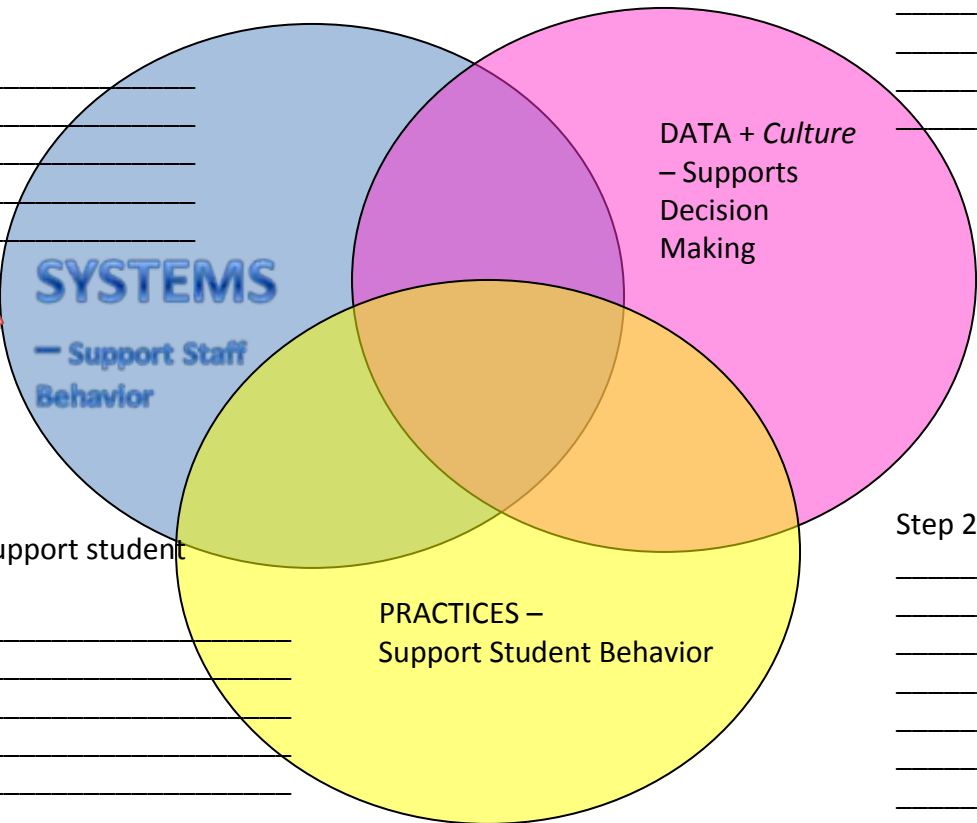 DATA + Culture
– Supports
Decision
Making
SYSTEMS
– Support Staff
Behavior
Step 2
upport student
PRACTICES –
Support Student Behavior